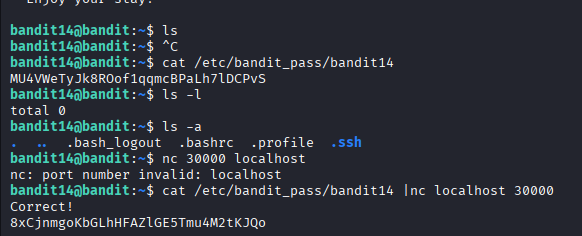 Enjoy your stay!
bandit14@bandit:~$ ls
bandit14@bandit:~$ ^C
bandit14@bandit:~$ cat /etc/bandit_pass/bandit14
MU4VWeTyJk8ROof1qqmcBPaLh7lDCPvS
bandit14@bandit:~$ ls -l
total 0
bandit14@bandit:~$ ls -a
. .. .bash_logout .bashrc .profile .ssh
bandit14@bandit:~$ nc 30000 localhost
nc: port number invalid: localhost
bandit14@bandit:~$ cat /etc/bandit_pass/bandit14 |nc localhost 30000
Correct!
8xCjnmgoKbGLhHFAZlGE5Tmu4M2tKJQo